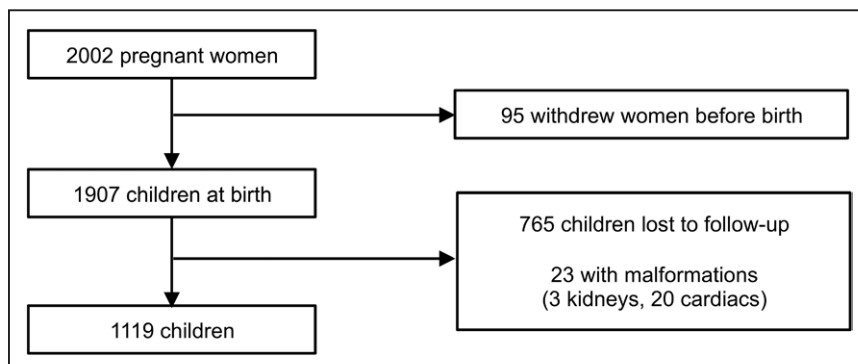 2002 pregnant women
95 withdrew women before birth
1907 children at birth
765 children lost to follow-up
23 with malformations
(3 kidneys, 20 cardiacs)
1119 children